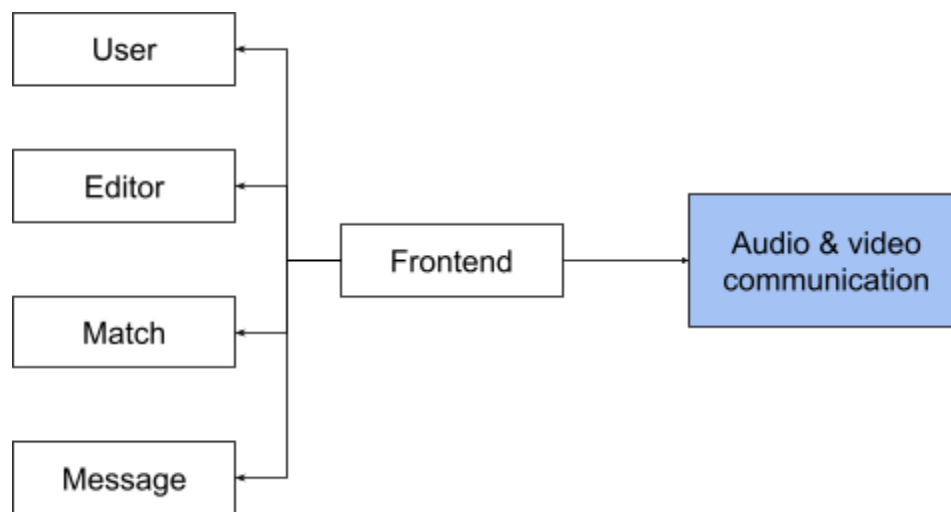 User
Editor
Frontend
Audio & video
communication
Match
Message